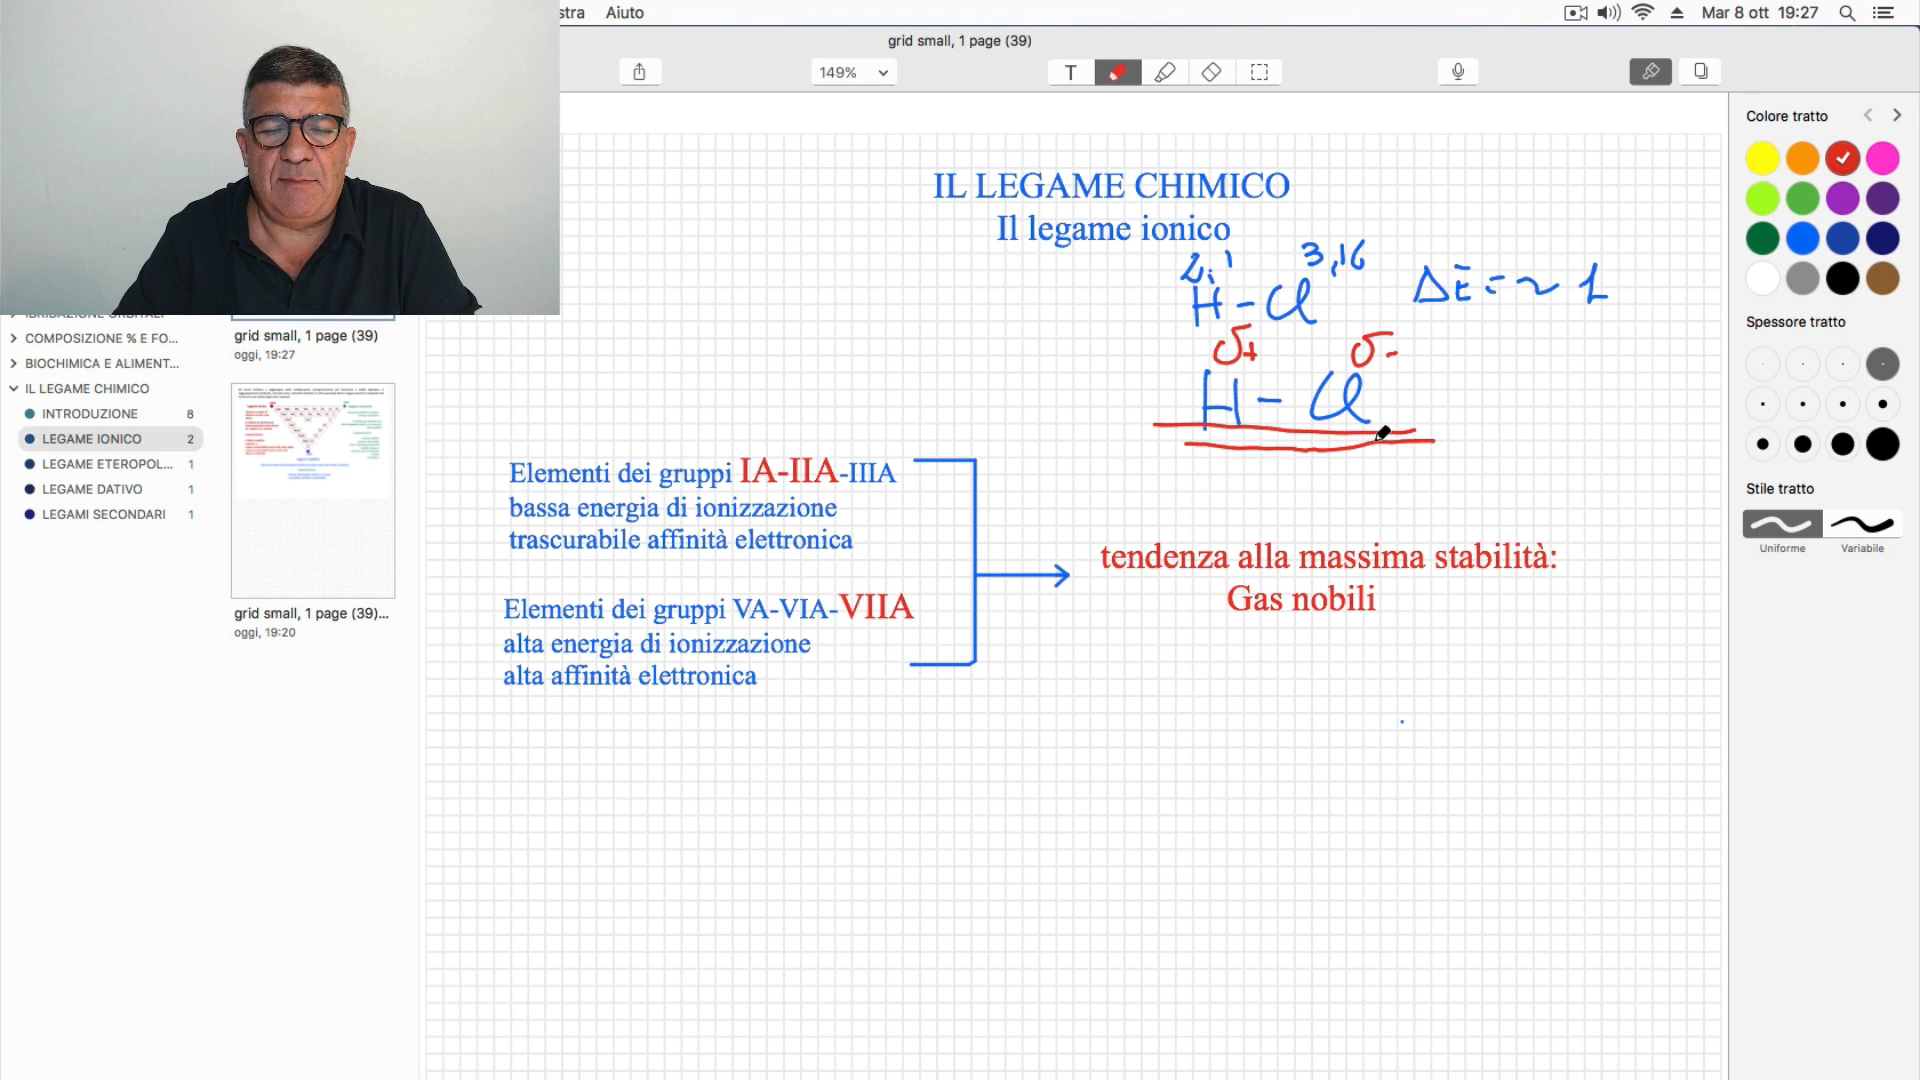 stra Aiuto
Mar 8 ott 19:27
grid small, 1 page (39)
149%
T
COMPOSIZIONE % E FO...
BIOCHIMICA E ALIMENT...
IL LEGAME CHIMICO
INTRODUZIONE 8
LEGAME IONICO 2
LEGAME ETEROPOL... 1
LEGAME DATIVO 1
LEGAMI SECONDARI 1
grid small, 1 page (39)
oggi, 19:27
grid small, 1 page (39)...
oggi, 19:20
IL LEGAME CHIMICO
Il legame ionico
2,1 3,16
H - Cl ΔE = ~ 1
δ+ δ-
H - Cl
Elementi dei gruppi IA-IIA-IIIA
bassa energia di ionizzazione
trascurabile affinità elettronica
Elementi dei gruppi VA-VIA-VIIA
alta energia di ionizzazione
alta affinità elettronica
tendenza alla massima stabilità:
Gas nobili
Colore tratto
Spessore tratto
Stile tratto
Uniforme
Variabile